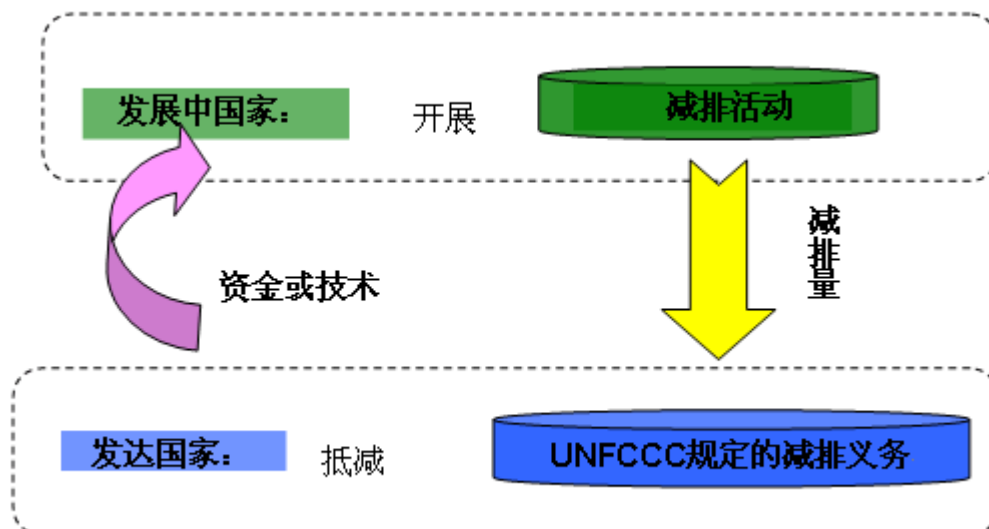 发展中国家：
开展
减排活动
减排量
资金或技术
发达国家：
抵减
UNFCCC规定的减排义务